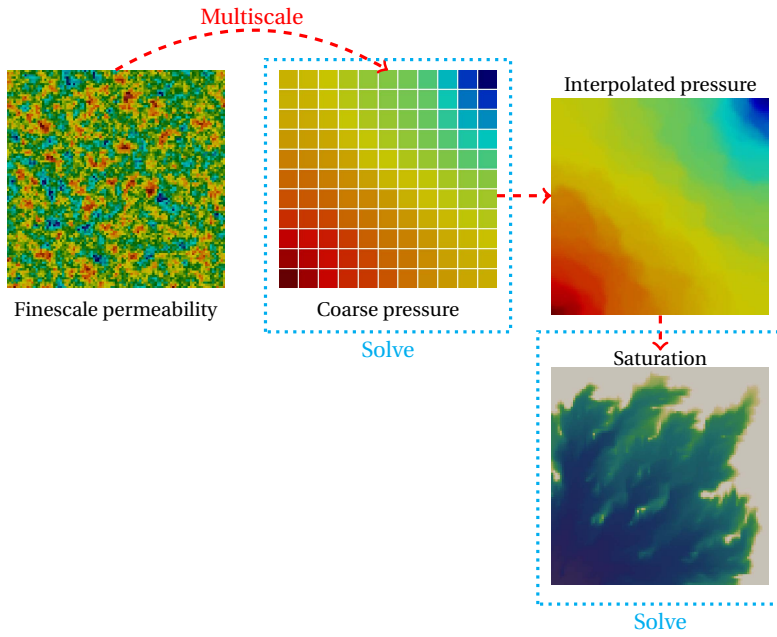 Multiscale
Interpolated pressure
Finescale permeability
Coarse pressure
Solve
Saturation
Solve